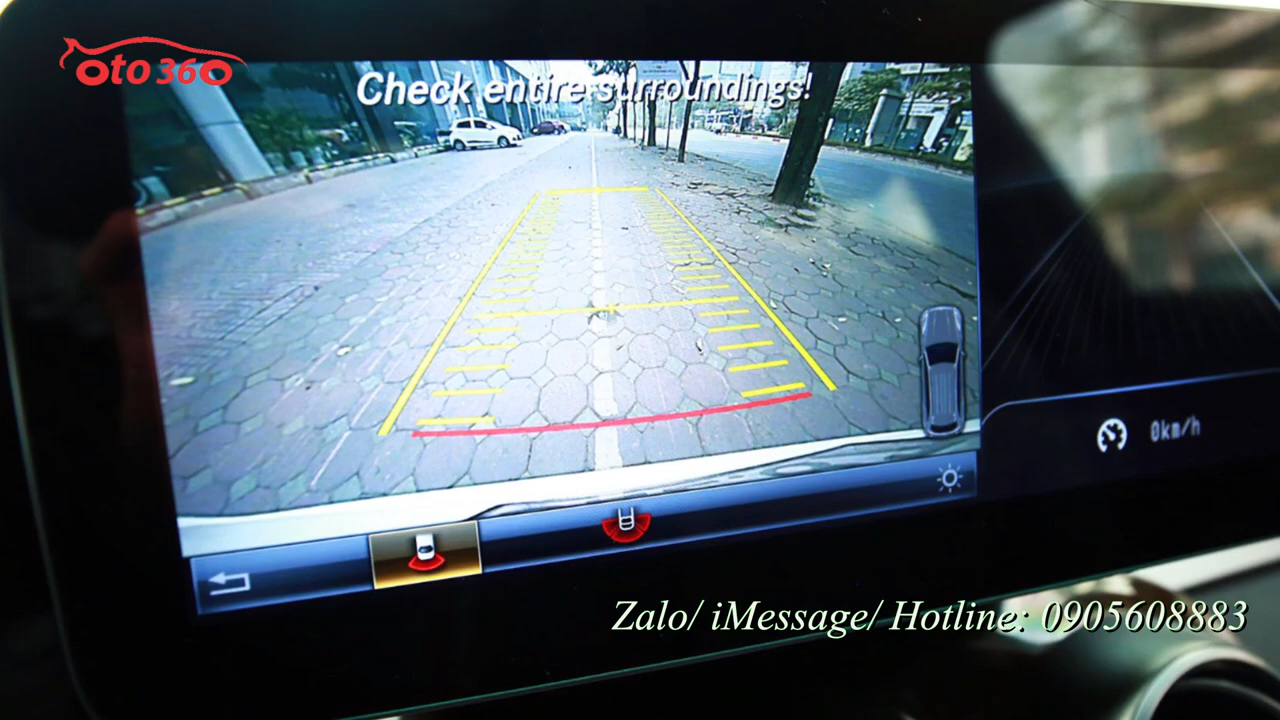 oto360
Check entire surroundings!
0km/h
Zalo/ iMessage/ Hotline: 0905608883